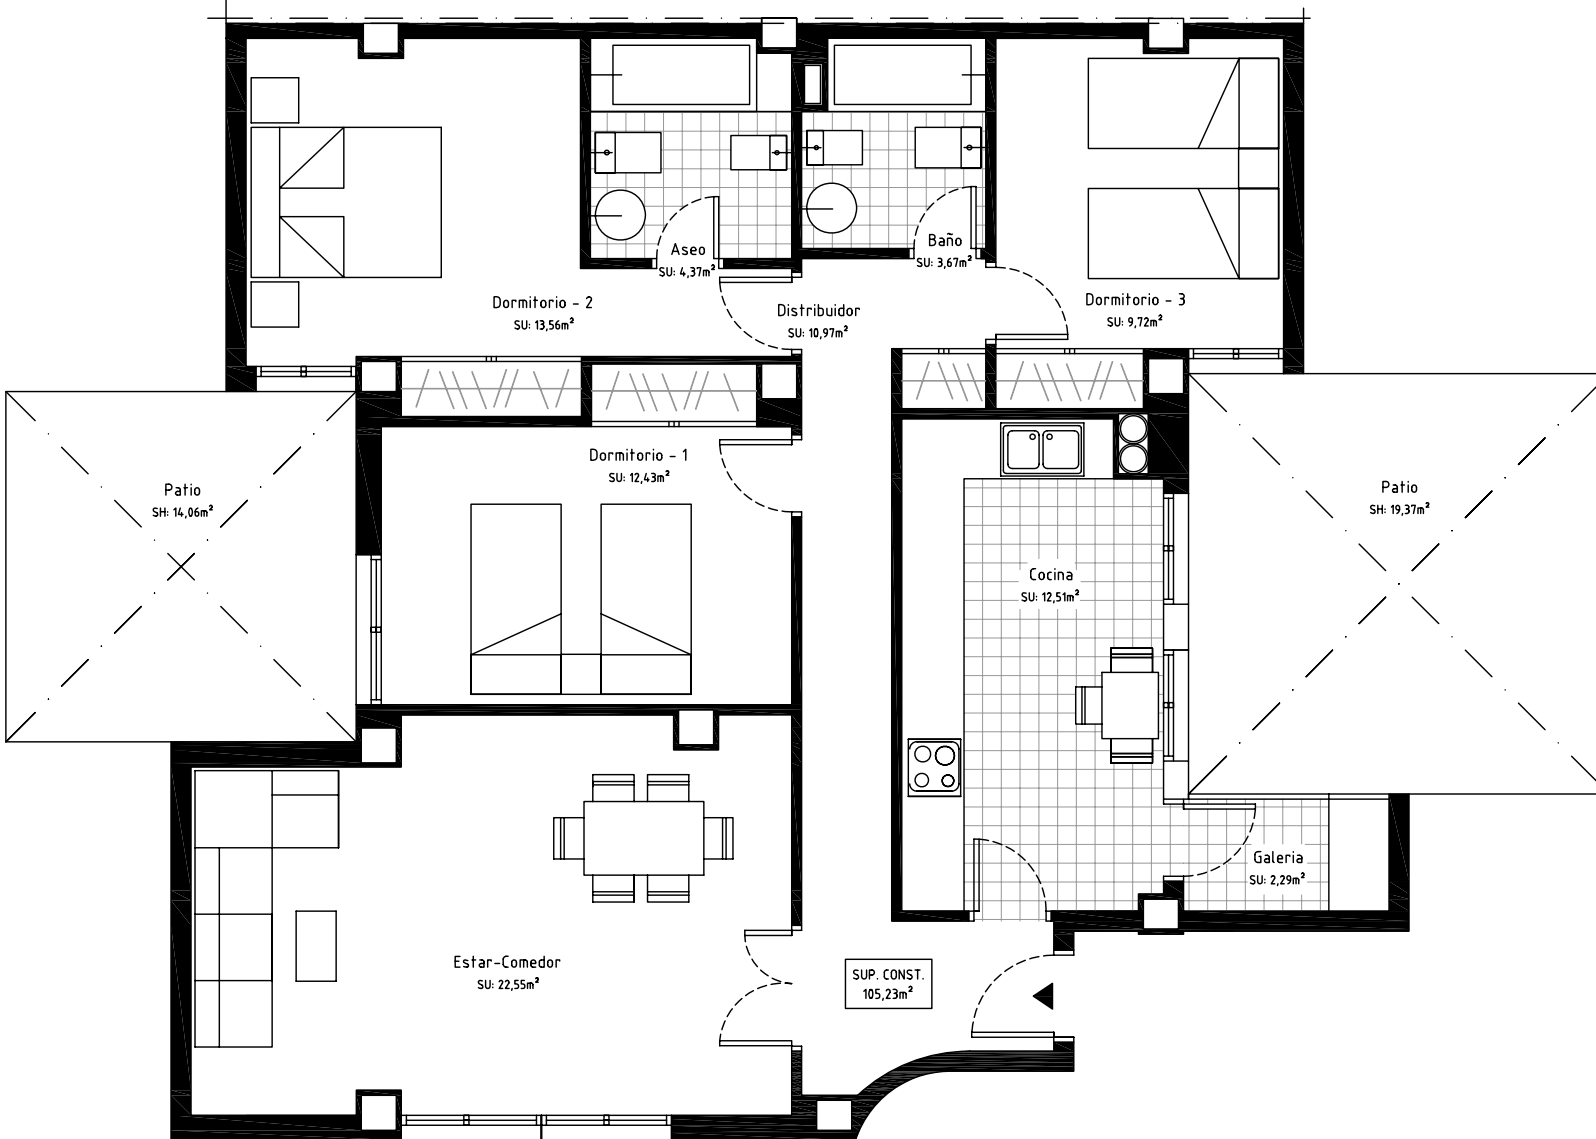 Aseo
SU: 4,37m²
Baño
SU: 3,67m²
Dormitorio - 2
SU: 13,56m²
Distribuidor
SU: 10,97m²
Dormitorio - 3
SU: 9,72m²
Dormitorio - 1
SU: 12,43m²
Patio
SH: 14,06m²
Patio
SH: 19,37m²
Cocina
SU: 12,51m²
Galeria
SU: 2,29m²
Estar-Comedor
SU: 22,55m²
SUP. CONST.
105,23m²